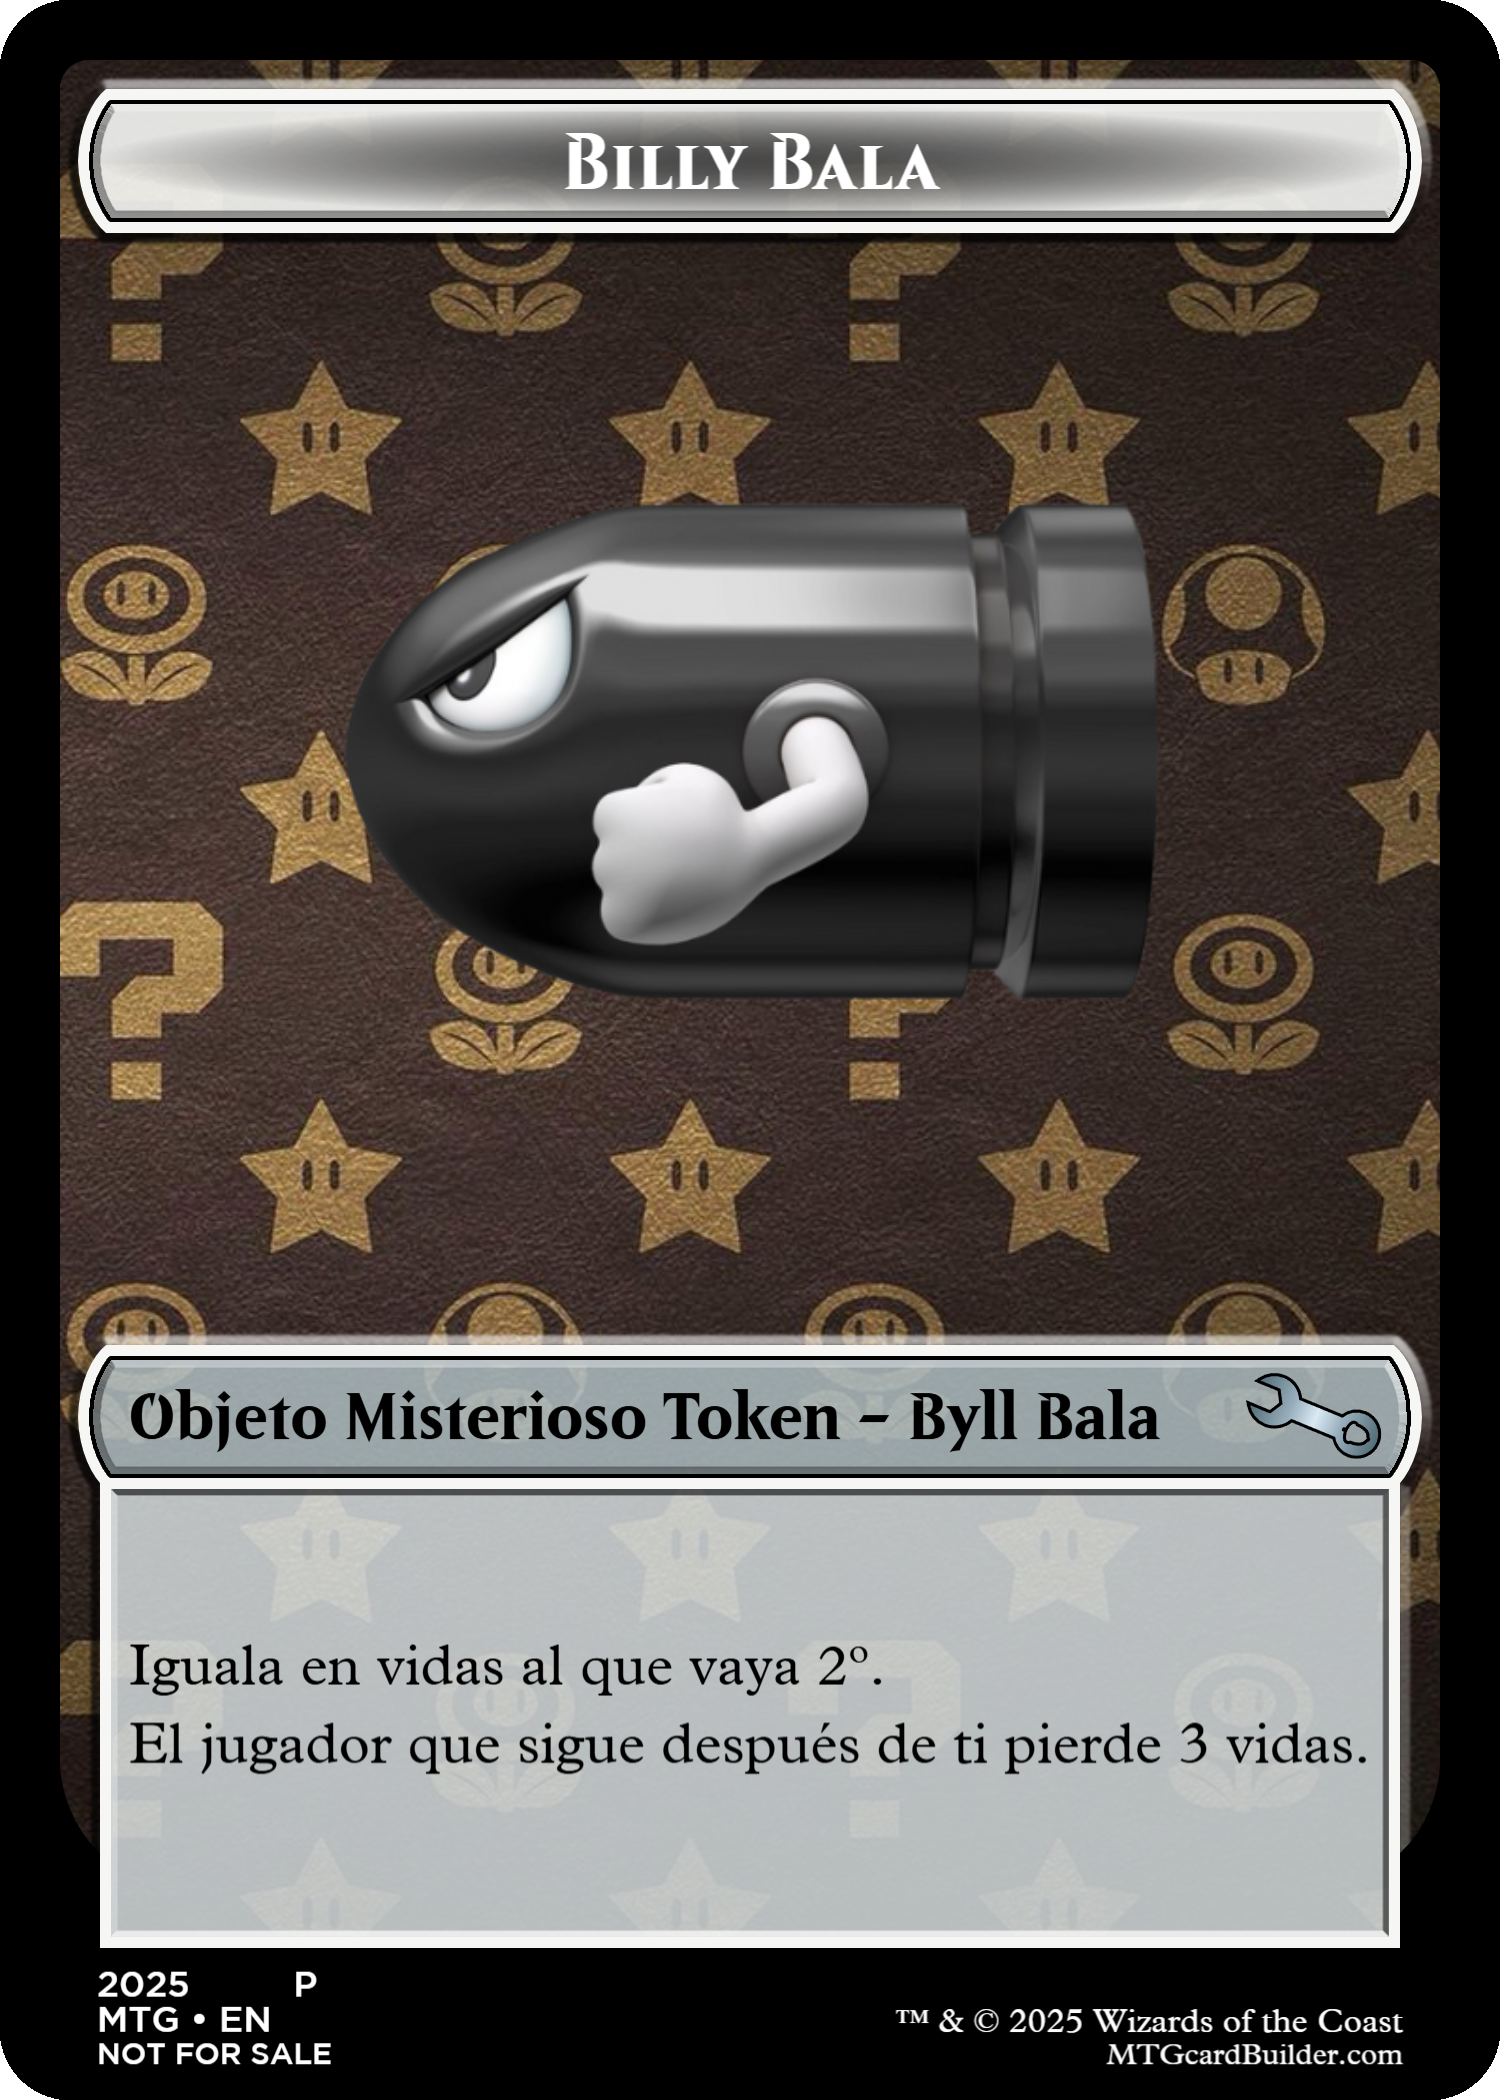 Billy Bala
Objeto Misterioso Token – Byll Bala
Iguala en vidas al que vaya 2º.
El jugador que sigue después de ti pierde 3 vidas.
2025 P
MTG • EN
NOT FOR SALE
™ & © 2025 Wizards of the Coast
MTGcardBuilder.com